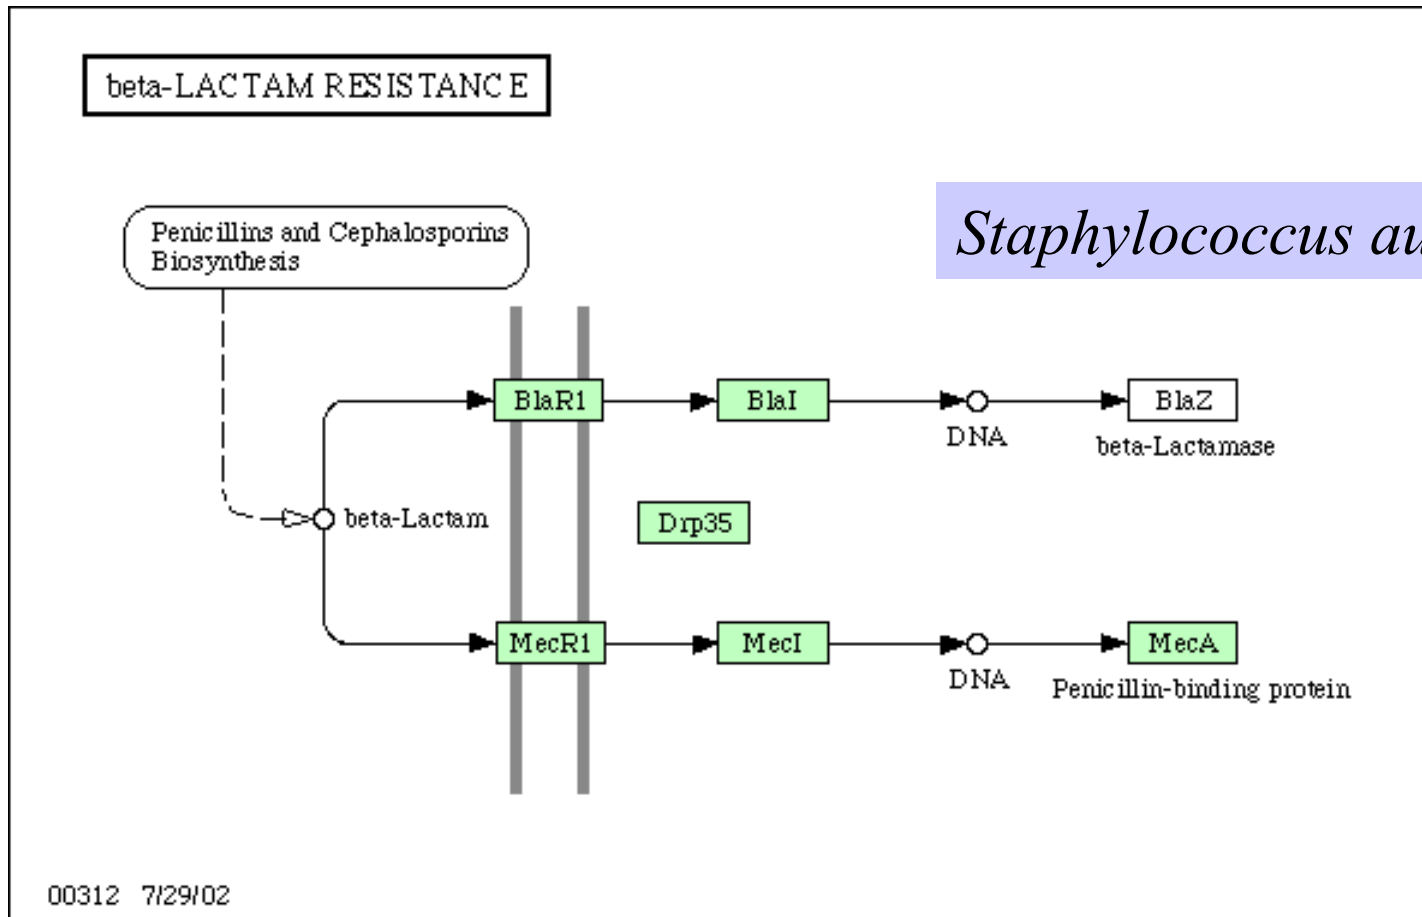 beta-LACTAM RESISTANCE
Penicillins and Cephalosporins
Biosynthesis
Staphylococcus au
BlaR1
BlaI
DNA
BlaZ
beta-Lactamase
beta-Lactam
Drp35
MecR1
MecI
DNA
MecA
Penicillin-binding protein
00312 7/29/02